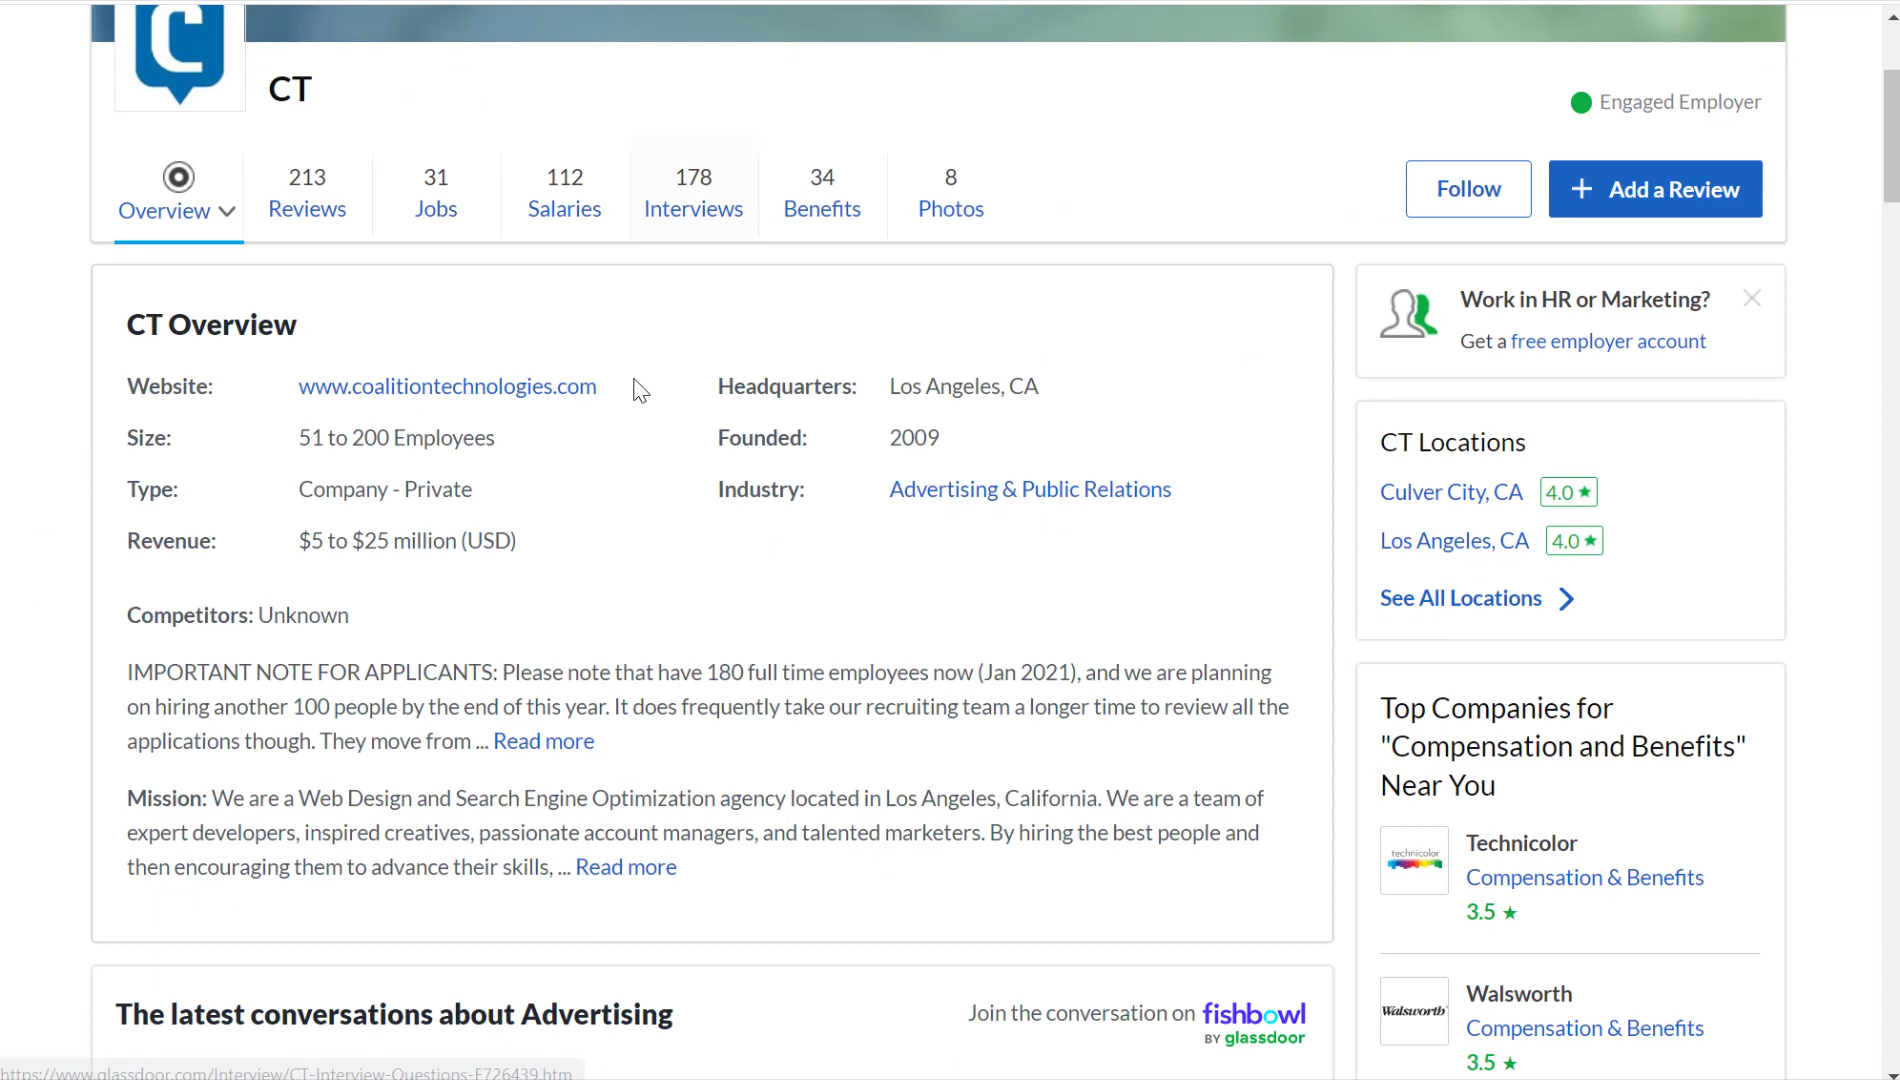 C
CT
Engaged Employer
Overview
213
Reviews
31
Jobs
112
Salaries
178
Interviews
34
Benefits
8
Photos
Follow
+ Add a Review
CT Overview
Website: www.coalitiontechnologies.com
Headquarters: Los Angeles, CA
Size: 51 to 200 Employees
Founded: 2009
Type: Company - Private
Industry: Advertising & Public Relations
Revenue: $5 to $25 million (USD)
Competitors: Unknown
IMPORTANT NOTE FOR APPLICANTS: Please note that have 180 full time employees now (Jan 2021), and we are planning
on hiring another 100 people by the end of this year. It does frequently take our recruiting team a longer time to review all the
applications though. They move from ... Read more
Mission: We are a Web Design and Search Engine Optimization agency located in Los Angeles, California. We are a team of
expert developers, inspired creatives, passionate account managers, and talented marketers. By hiring the best people and
then encouraging them to advance their skills, ... Read more
The latest conversations about Advertising
Join the conversation on fishbowl
BY glassdoor
Work in HR or Marketing?
Get a free employer account
CT Locations
Culver City, CA 4.0 ★
Los Angeles, CA 4.0 ★
See All Locations
Top Companies for
"Compensation and Benefits"
Near You
technicolor
Technicolor
Compensation & Benefits
3.5 ★
Walsworth
Walsworth
Compensation & Benefits
3.5 ★
https://www.glassdoor.com/Interview/CT-Interview-Questions-E726439.htm